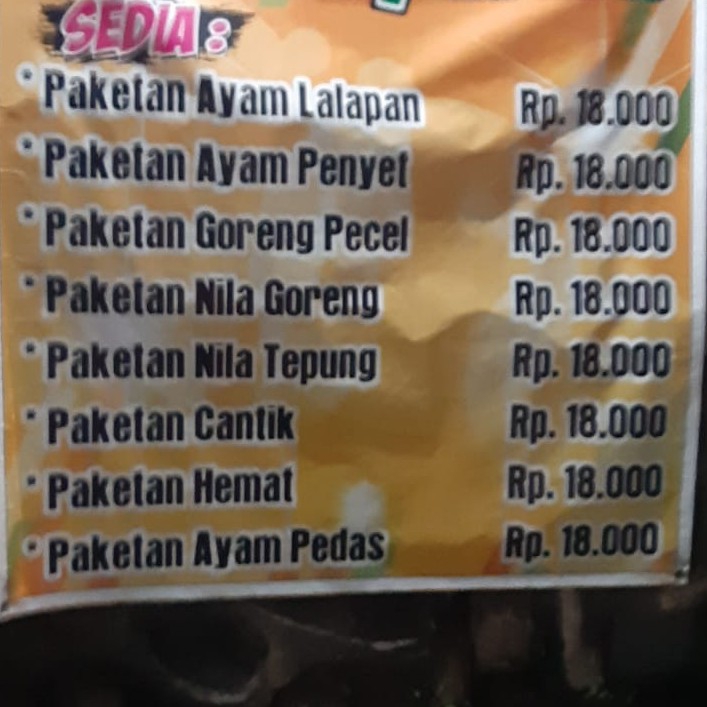 SEDIA :
* Paketan Ayam Lalapan Rp. 18.000
* Paketan Ayam Penyet Rp. 18.000
* Paketan Goreng Pecel Rp. 18.000
* Paketan Nila Goreng Rp. 18.000
* Paketan Nila Tepung Rp. 18.000
* Paketan Cantik Rp. 18.000
* Paketan Hemat Rp. 18.000
* Paketan Ayam Pedas Rp. 18.000